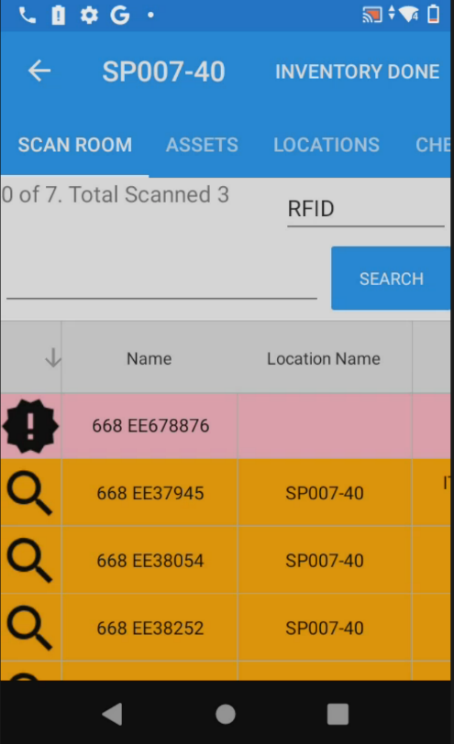 SP007-40 INVENTORY DONE
SCAN ROOM ASSETS LOCATIONS CHE
0 of 7. Total Scanned 3
RFID
SEARCH
Name Location Name
668 EE678876
668 EE37945 SP007-40
668 EE38054 SP007-40
668 EE38252 SP007-40